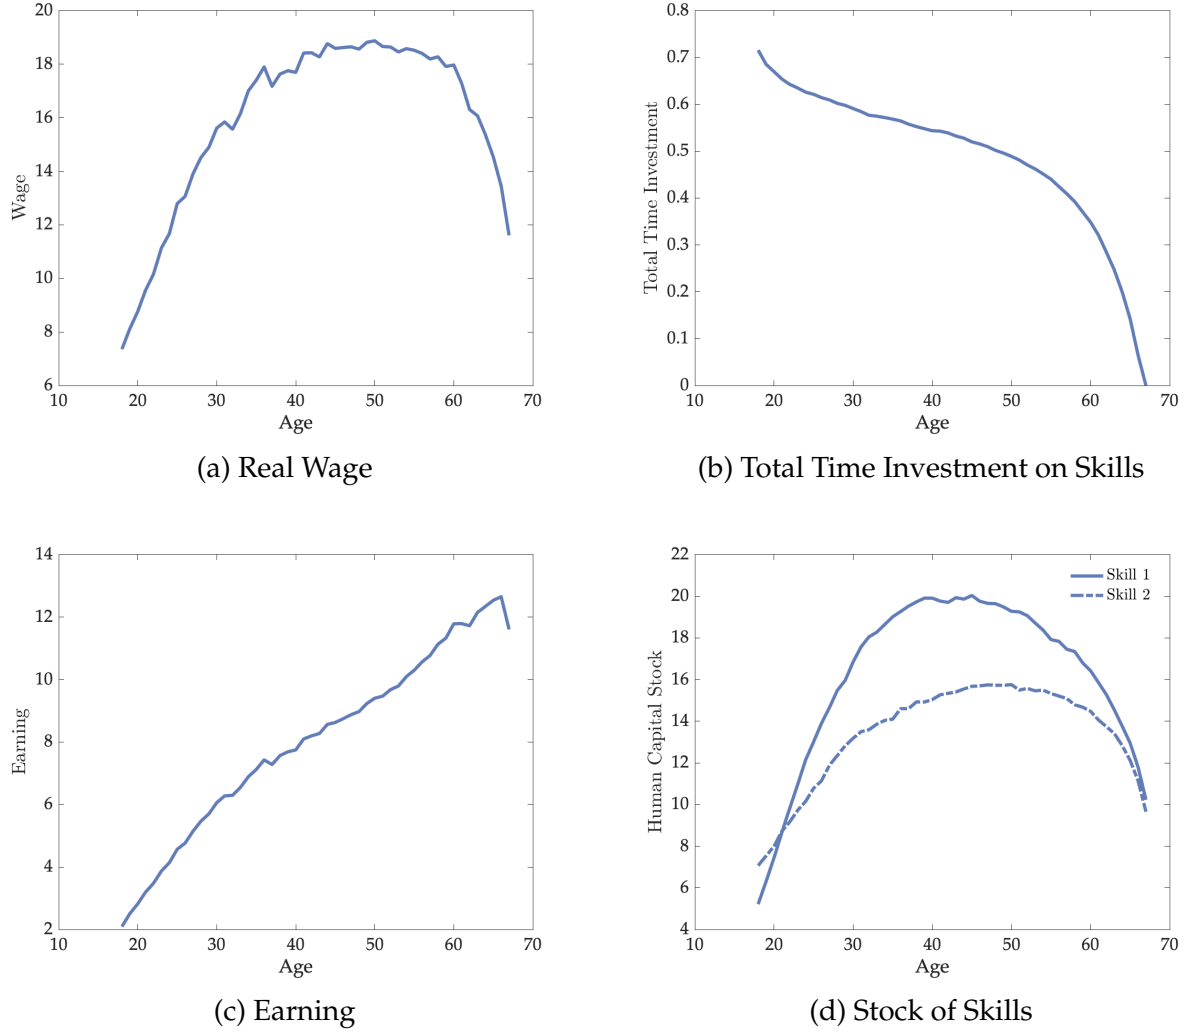 20
18
16
14
12
10
8
6
Wage
10 20 30 40 50 60 70
Age
(a) Real Wage
0.8
0.7
0.6
0.5
0.4
0.3
0.2
0.1
0
Total Time Investment
10 20 30 40 50 60 70
Age
(b) Total Time Investment on Skills
14
12
10
8
6
4
2
Earning
10 20 30 40 50 60 70
Age
(c) Earning
22
20
18
16
14
12
10
8
6
4
Human Capital Stock
Skill 1
Skill 2
10 20 30 40 50 60 70
Age
(d) Stock of Skills